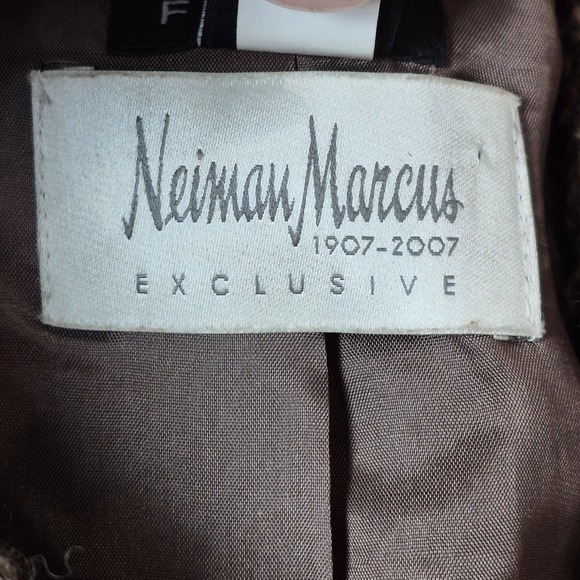 Neiman Marcus
1907-2007
EXCLUSIVE